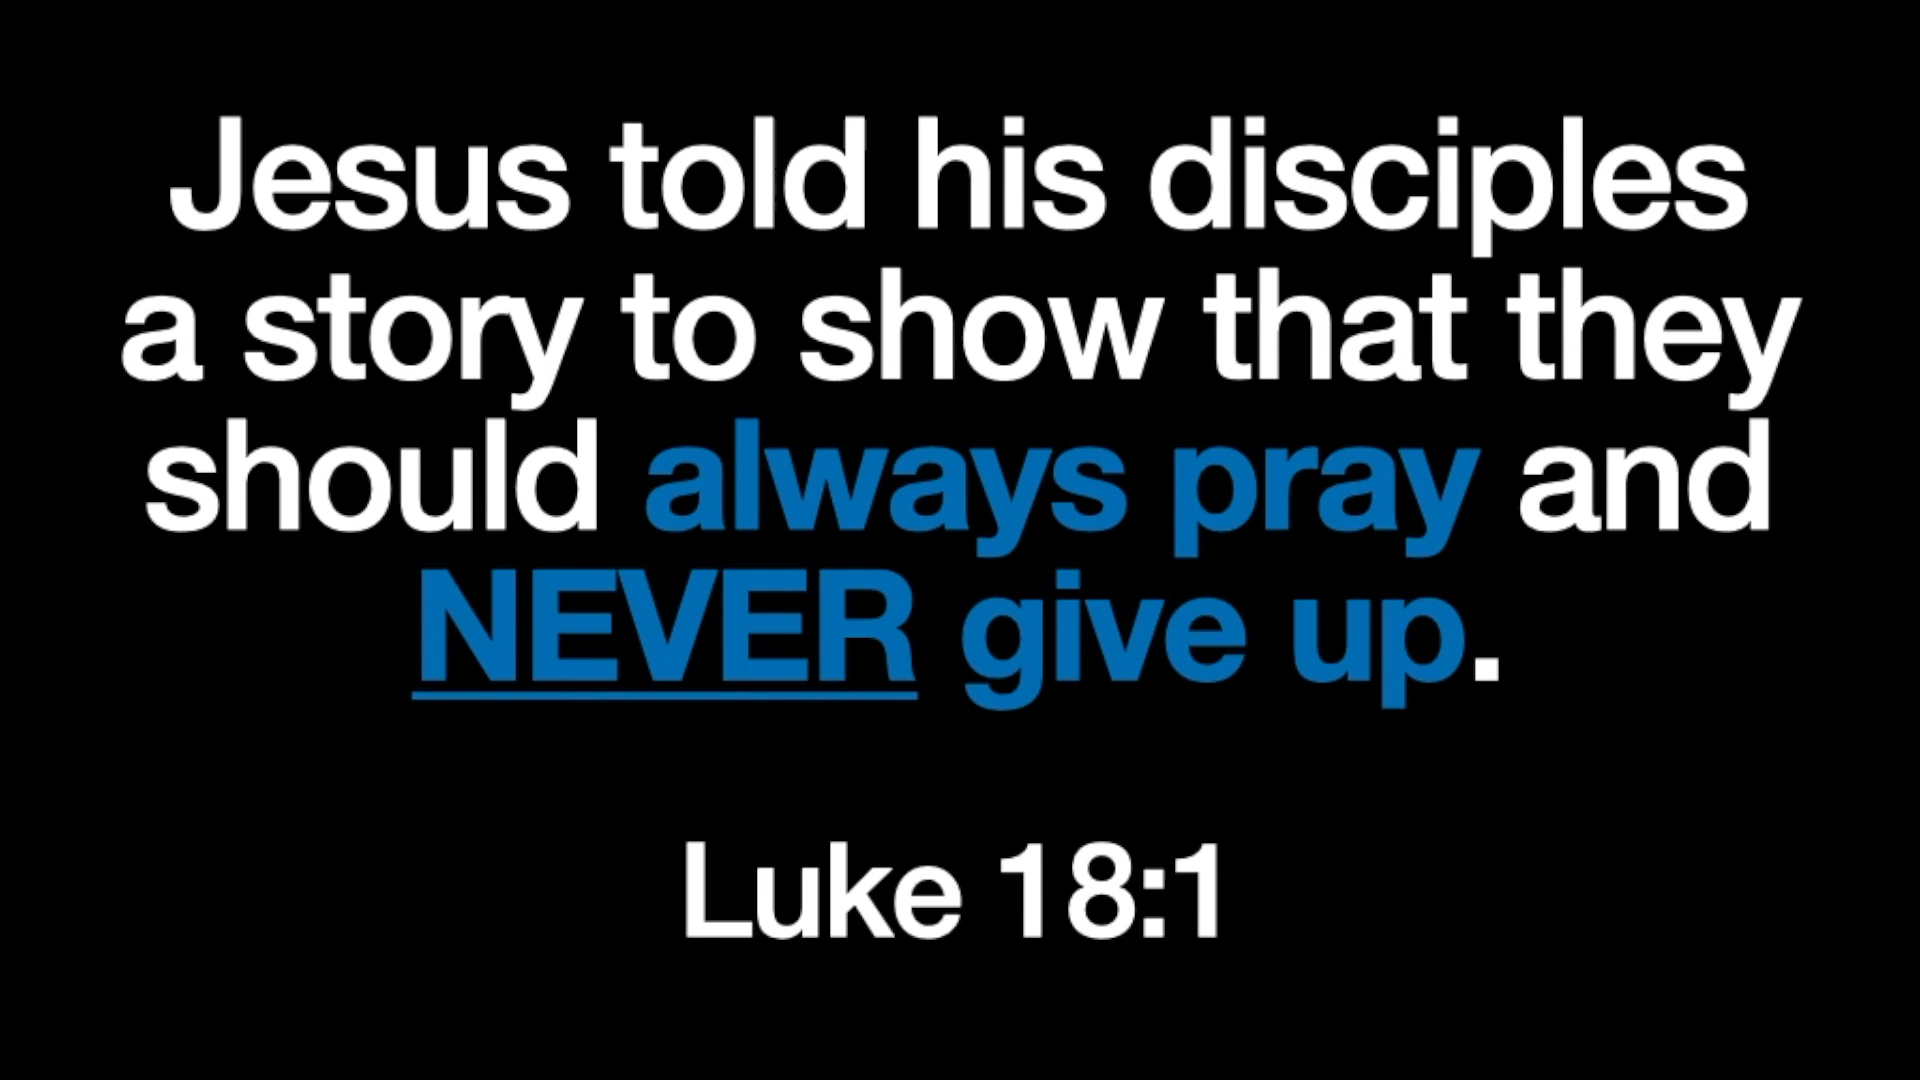 Jesus told his disciples
a story to show that they
should always pray and
NEVER give up.
Luke 18:1